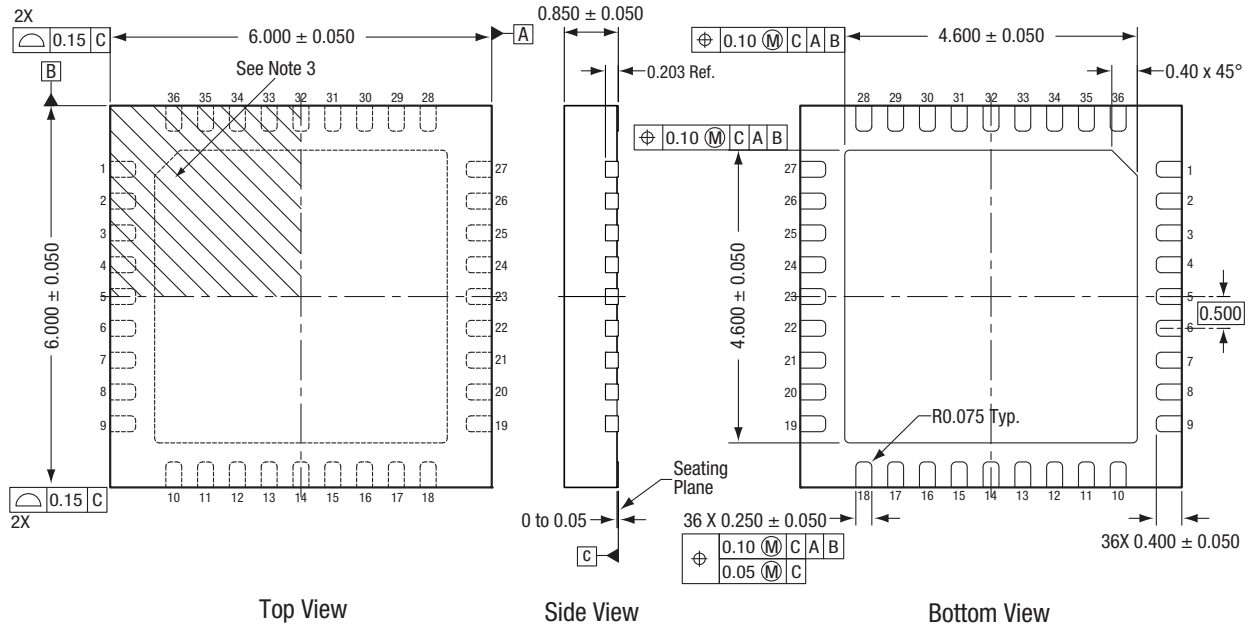 2X
⌓ 0.15 C
6.000 ± 0.050
A
B
See Note 3
36 35 34 33 32 31 30 29 28
1
2
3
4
5
6
7
8
9
27
26
25
24
23
22
21
20
19
10 11 12 13 14 15 16 17 18
6.000 ± 0.050
⌓ 0.15 C
2X
Top View
0.850 ± 0.050
0.203 Ref.
Seating
Plane
0 to 0.05
C
Side View
⌖ 0.10 Ⓜ C A B
4.600 ± 0.050
0.40 x 45°
⌖ 0.10 Ⓜ C A B
28 29 30 31 32 33 34 35 36
27
26
25
24
23
22
21
20
19
4.600 ± 0.050
1
2
3
4
5
6
7
8
9
0.500
R0.075 Typ.
18 17 16 15 14 13 12 11 10
36 X 0.250 ± 0.050
⌖ 0.10 Ⓜ C A B
0.05 Ⓜ C
36X 0.400 ± 0.050
Bottom View